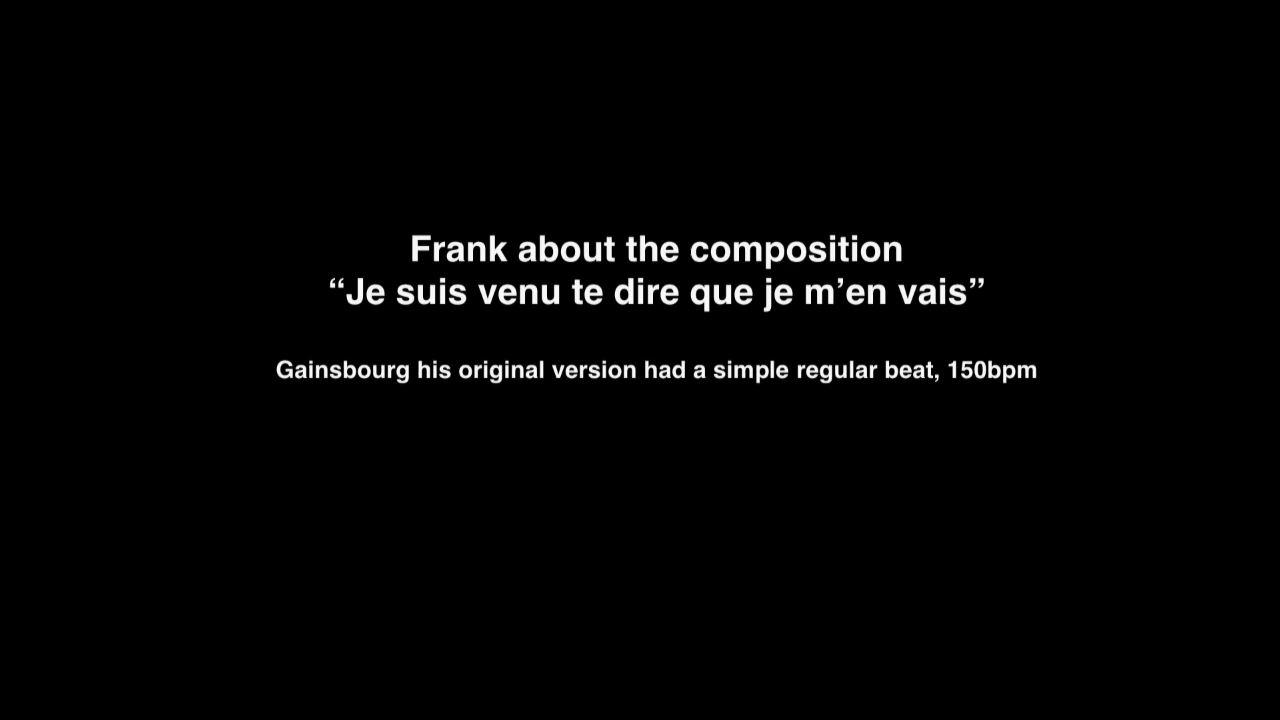 Frank about the composition
“Je suis venu te dire que je m’en vais”
Gainsbourg his original version had a simple regular beat, 150bpm